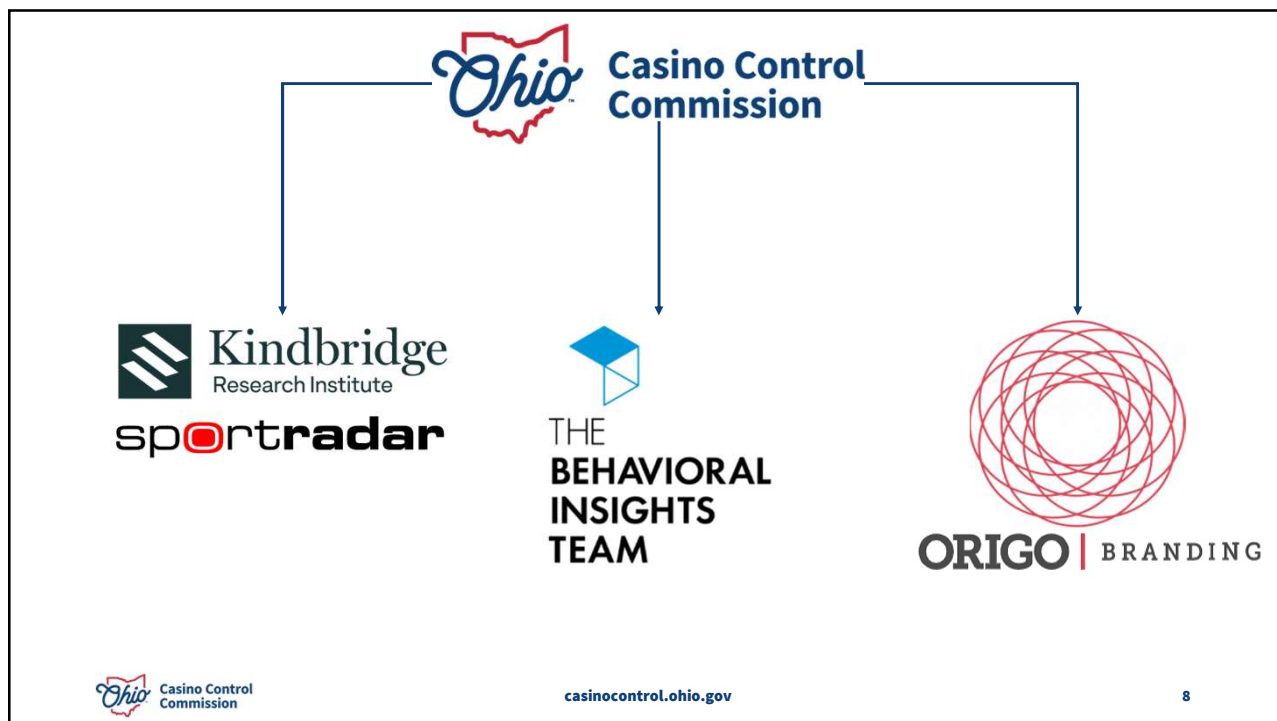 Ohio™
Casino Control
Commission
Kindbridge
Research Institute
sportradar
THE
BEHAVIORAL
INSIGHTS
TEAM
ORIGO | BRANDING
Ohio
Casino Control
Commission
casinocontrol.ohio.gov
8